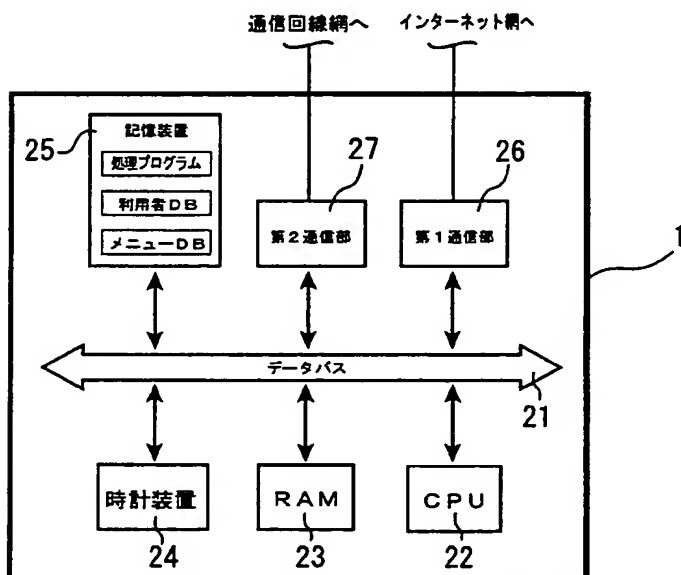 通信回線網へ
インターネット網へ
25
記憶装置
処理プログラム
利用者DB
メニューDB
27
第2通信部
26
第1通信部
1
データバス
21
時計装置
24
RAM
23
CPU
22